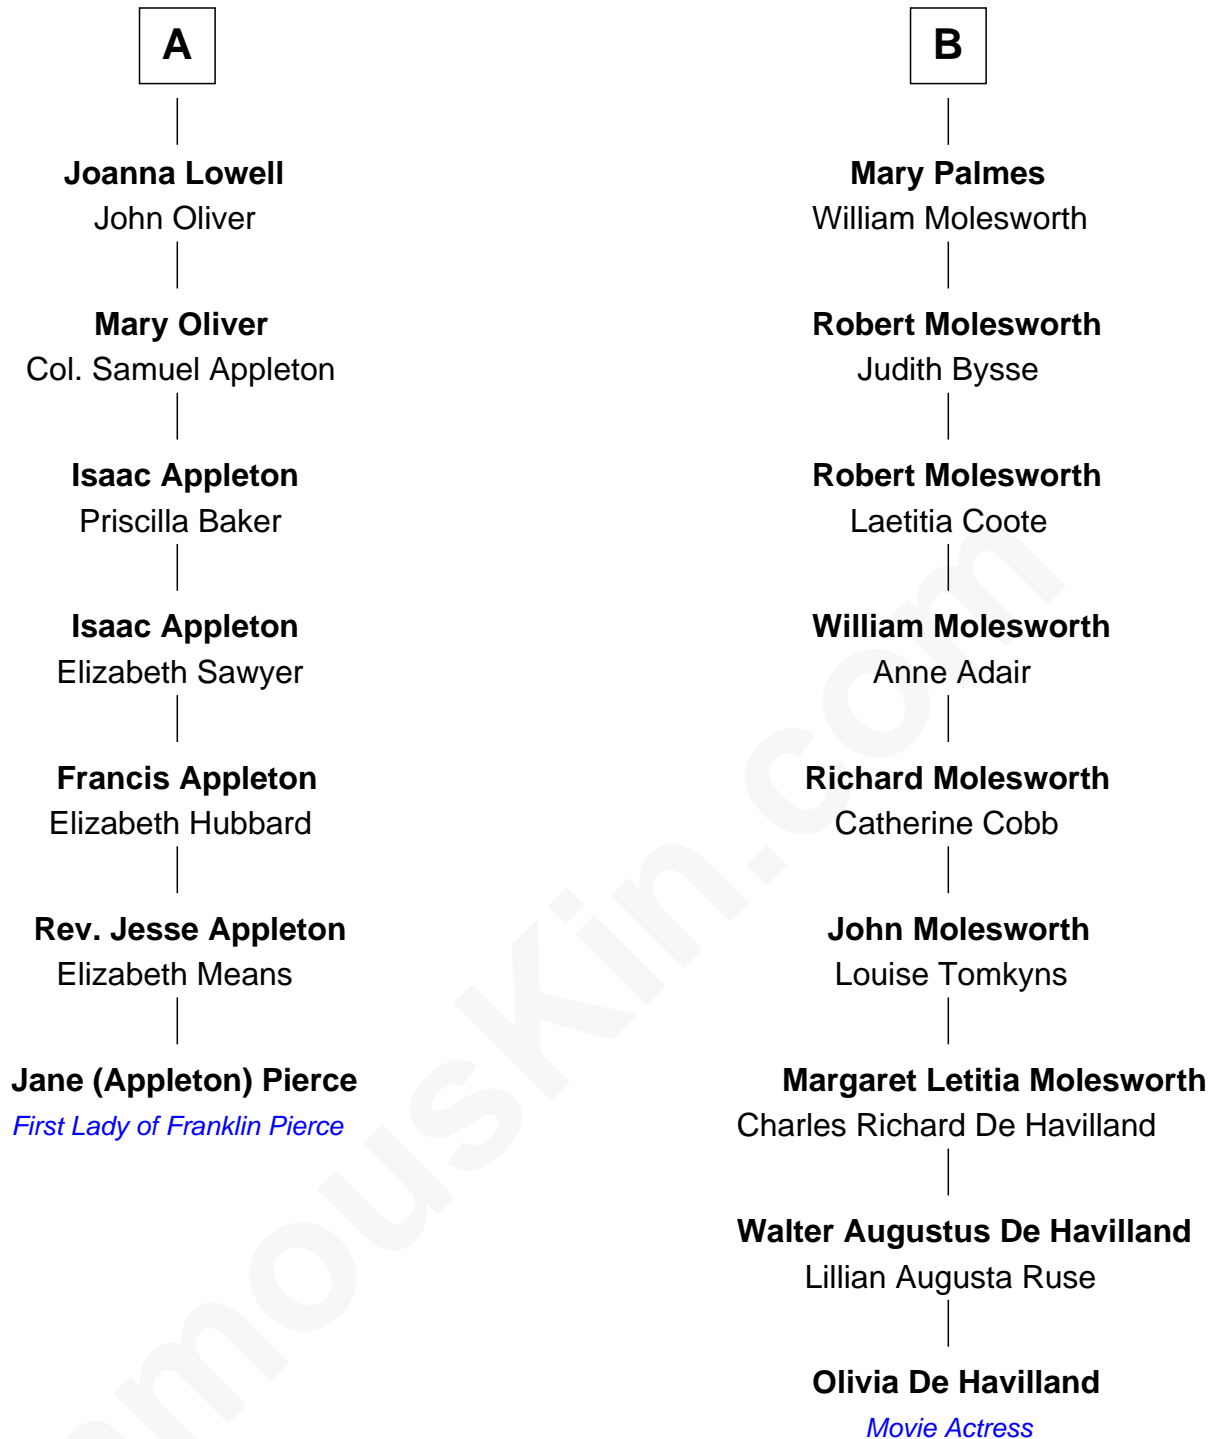 A
Joanna Lowell
John Oliver
Mary Oliver
Col. Samuel Appleton
Isaac Appleton
Priscilla Baker
Isaac Appleton
Elizabeth Sawyer
Francis Appleton
Elizabeth Hubbard
Rev. Jesse Appleton
Elizabeth Means
Jane (Appleton) Pierce
First Lady of Franklin Pierce
B
Mary Palmes
William Molesworth
Robert Molesworth
Judith Bysse
Robert Molesworth
Laetitia Coote
William Molesworth
Anne Adair
Richard Molesworth
Catherine Cobb
John Molesworth
Louise Tomkyns
Margaret Letitia Molesworth
Charles Richard De Havilland
Walter Augustus De Havilland
Lillian Augusta Ruse
Olivia De Havilland
Movie Actress
amouskin.com